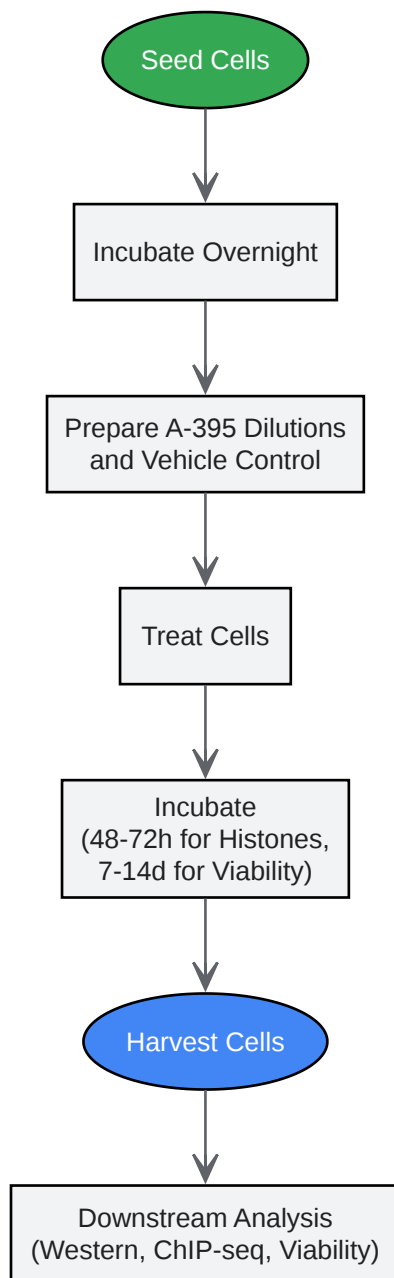 Seed Cells
Incubate Overnight
Prepare A-395 Dilutions
and Vehicle Control
Treat Cells
Incubate
(48-72h for Histones,
7-14d for Viability)
Harvest Cells
Downstream Analysis
(Western, ChIP-seq, Viability)